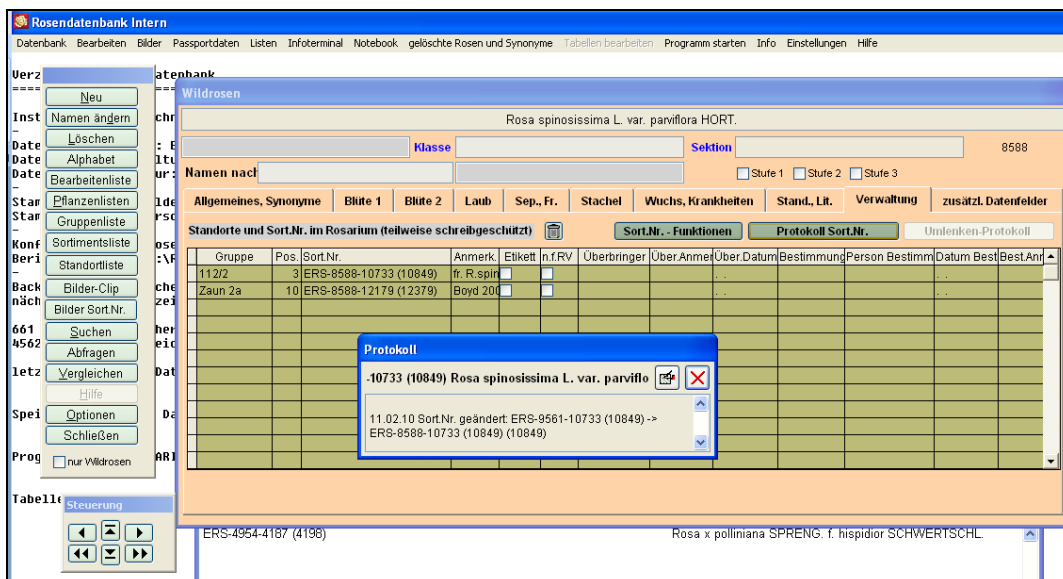 Rosendatenbank Intern
Datenbank Bearbeiten Bilder Passportdaten Listen Infoterminal Notebook gelöschte Rosen und Synonyme Tabellen bearbeiten Programm starten Info Einstellungen Hilfe
Neu
Namen ändern
Löschen
Alphabet
Bearbeitenliste
Pflanzenlisten
Gruppenliste
Sortimentsliste
Standortliste
Bilder-Clip
Bilder Sort.Nr.
Suchen
Abfragen
Vergleichen
Hilfe
Optionen
Schließen
nur Wildrosen
Steuerung
Wildrosen
Rosa spinosissima L. var. parviflora HORT.
Klasse Sektion 8588
Namen nach Stufe 1 Stufe 2 Stufe 3
Allgemeines, Synonyme Blüte 1 Blüte 2 Laub Sep., Fr. Stachel Wuchs, Krankheiten Stand., Lit. Verwaltung zusätzl. Datenfelder
Standorte und Sort.Nr. im Rosarium (teilweise schreibgeschützt) Sort.Nr. - Funktionen Protokoll Sort.Nr. Umlenken-Protokoll
Gruppe Pos. Sort.Nr. Anmerk. Etikett n.f.RV Überbringer Über.Anmer Über.Datum Bestimmung Person Bestimm Datum Best Best.Anr
112/2 3 ERS-8588-10733 (10849) fr. R.spin . .
Zaun 2a 10 ERS-8588-12179 (12379) Boyd 200 . .
Protokoll
-10733 (10849) Rosa spinosissima L. var. parviflo
11.02.10 Sort.Nr. geändert: ERS-9561-10733 (10849) ->
ERS-8588-10733 (10849) (10849)
ERS-4954-4187 (4198) Rosa x polliniana SPRENG. f. hispidior SCHWERTSCHL.